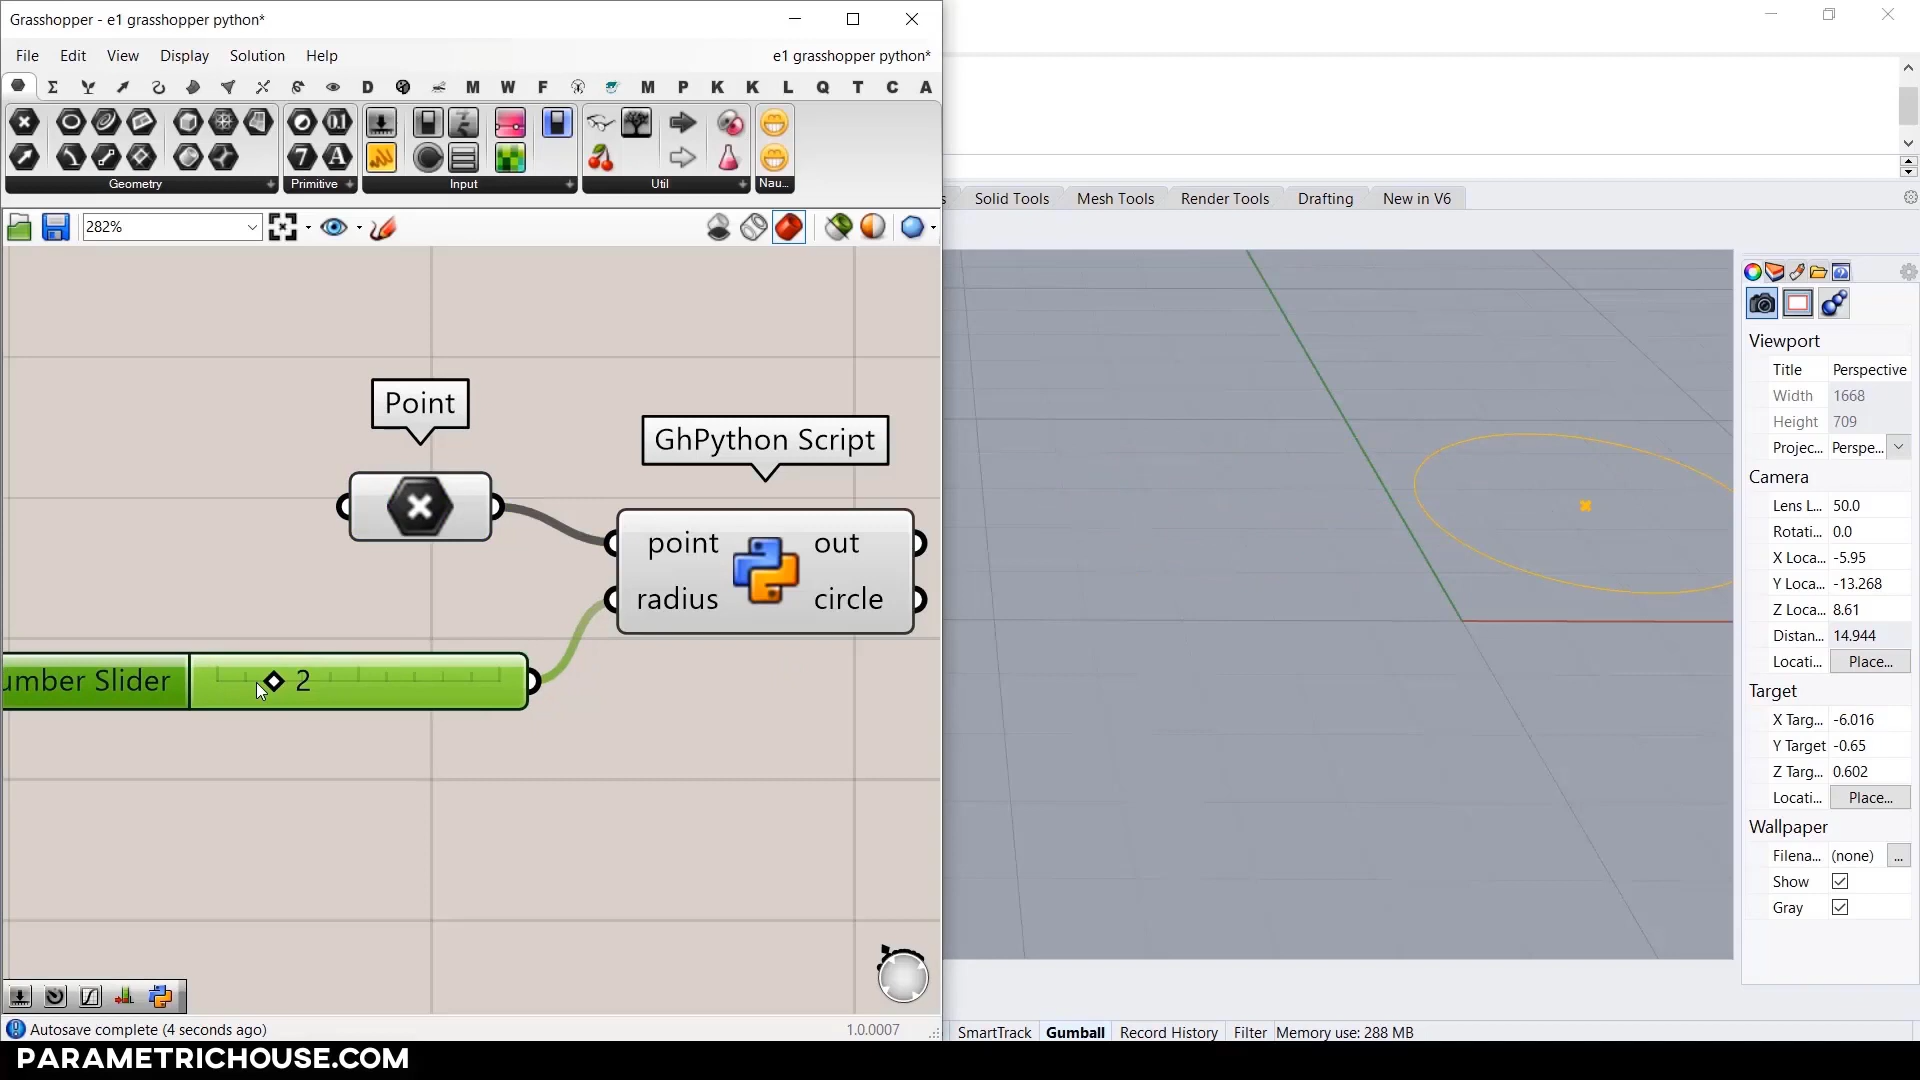 Grasshopper - e1 grasshopper python*
File Edit View Display Solution Help e1 grasshopper python*
D M W F M P K K L Q T C A
Geometry Primitive Input Util Nau...
282%
Solid Tools Mesh Tools Render Tools Drafting New in V6
Point
GhPython Script
point out
radius circle
umber Slider 2
Viewport
Title Perspective
Width 1668
Height 709
Projec... Perspe...
Camera
Lens L... 50.0
Rotati... 0.0
X Loca... -5.95
Y Loca... -13.268
Z Loca... 8.61
Distan... 14.944
Locati... Place...
Target
X Targ... -6.016
Y Target -0.65
Z Targ... 0.602
Locati... Place...
Wallpaper
Filena... (none) ...
Show
Gray
Autosave complete (4 seconds ago) 1.0.0007
SmartTrack Gumball Record History Filter Memory use: 288 MB
PARAMETRICHOUSE.COM